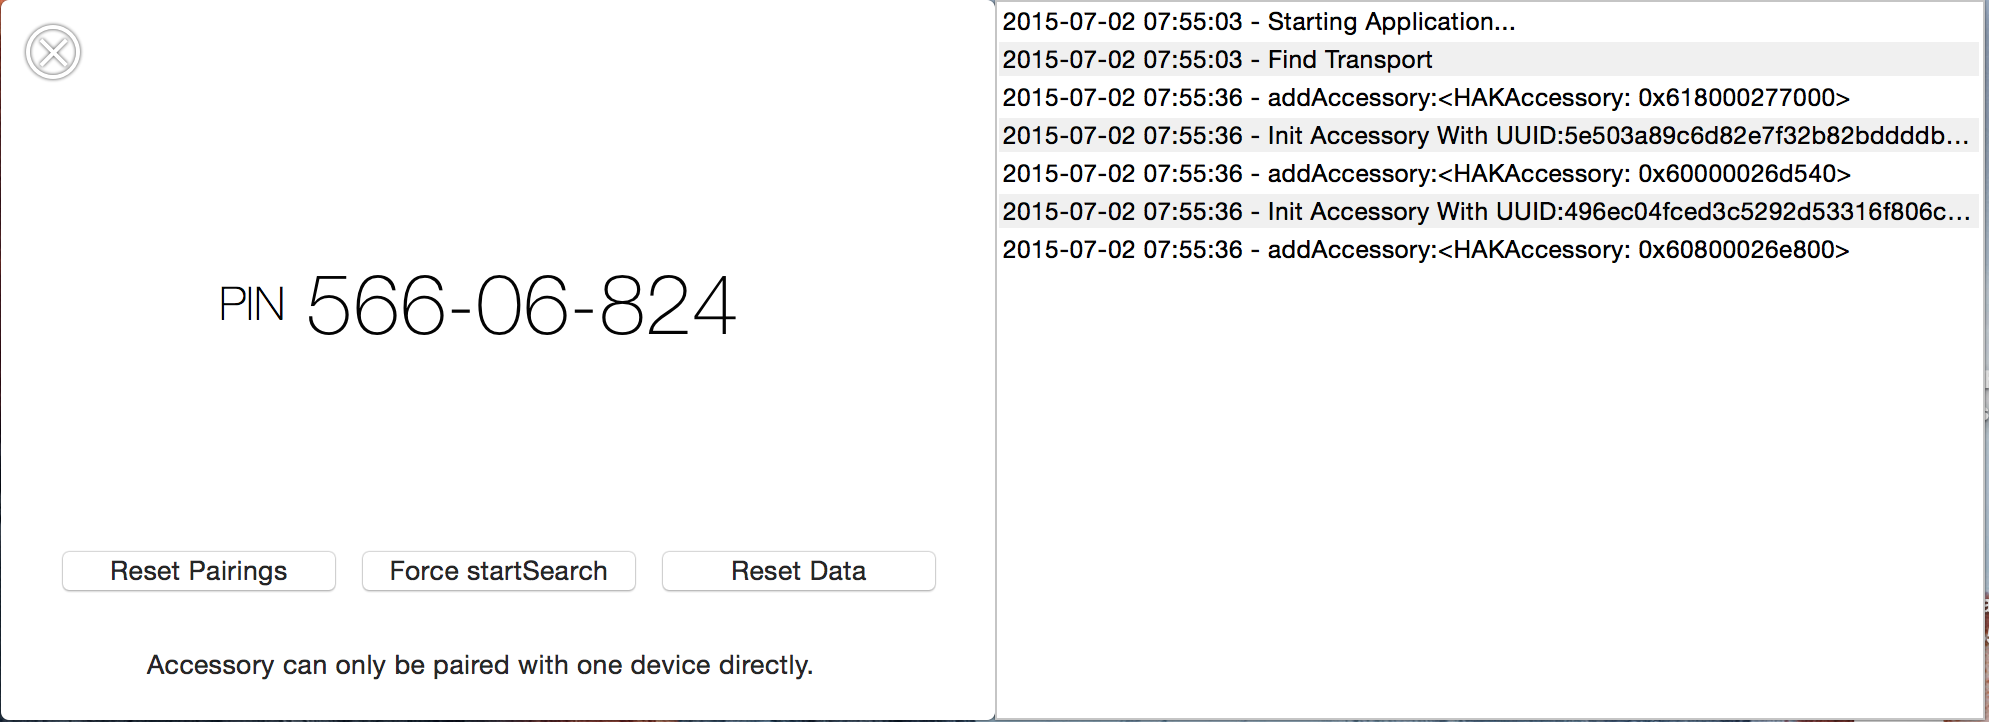 PIN 566-06-824
Reset Pairings
Force startSearch
Reset Data
Accessory can only be paired with one device directly.
2015-07-02 07:55:03 - Starting Application...
2015-07-02 07:55:03 - Find Transport
2015-07-02 07:55:36 - addAccessory:<HAKAccessory: 0x618000277000>
2015-07-02 07:55:36 - Init Accessory With UUID:5e503a89c6d82e7f32b82bddddb...
2015-07-02 07:55:36 - addAccessory:<HAKAccessory: 0x60000026d540>
2015-07-02 07:55:36 - Init Accessory With UUID:496ec04fced3c5292d53316f806c...
2015-07-02 07:55:36 - addAccessory:<HAKAccessory: 0x60800026e800>